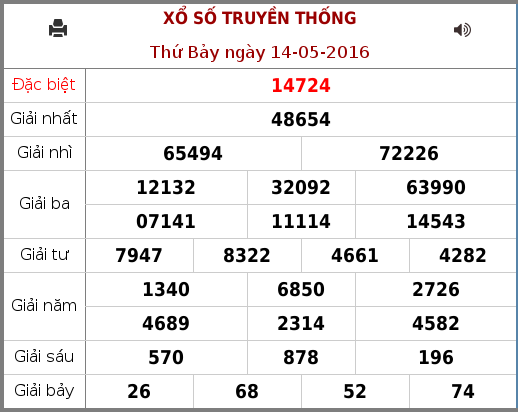 XỔ SỐ TRUYỀN THỐNG
Thứ Bảy ngày 14-05-2016
Đặc biệt 14724
Giải nhất 48654
Giải nhì 65494 72226
Giải ba 12132 32092 63990
07141 11114 14543
Giải tư 7947 8322 4661 4282
Giải năm 1340 6850 2726
4689 2314 4582
Giải sáu 570 878 196
Giải bảy 26 68 52 74